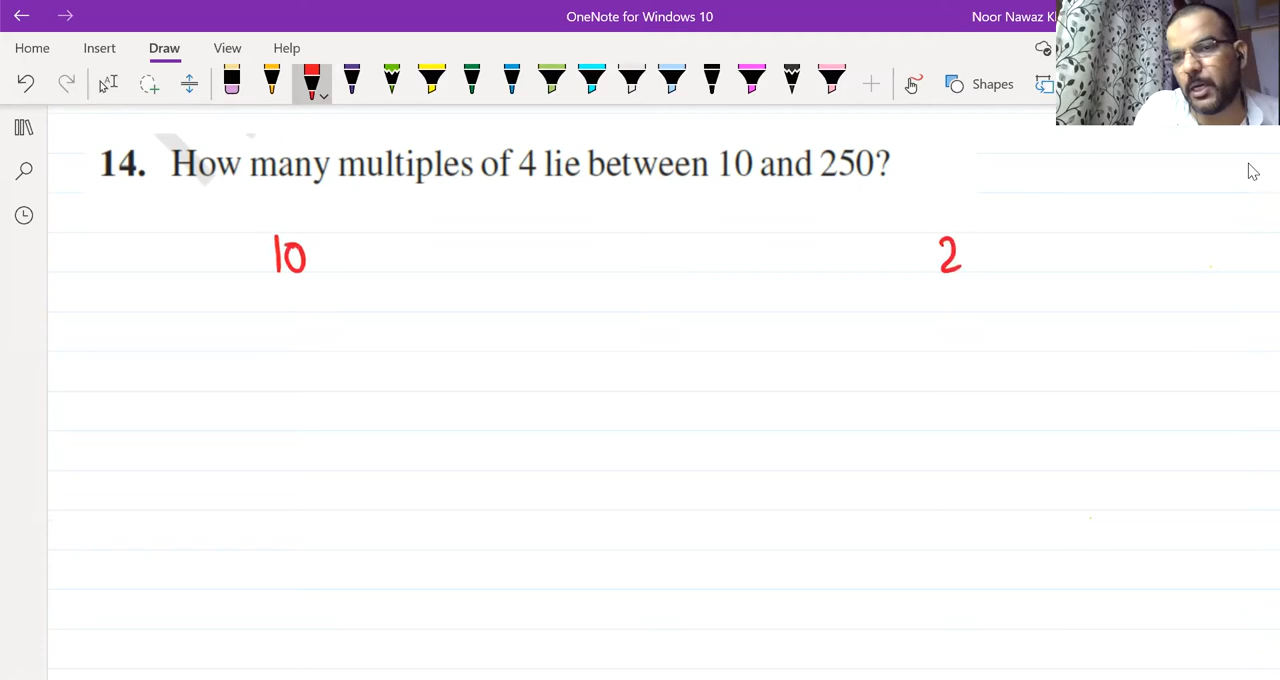 OneNote for Windows 10
Noor Nawaz
Home Insert Draw View Help
Shapes
14. How many multiples of 4 lie between 10 and 250?
10 2